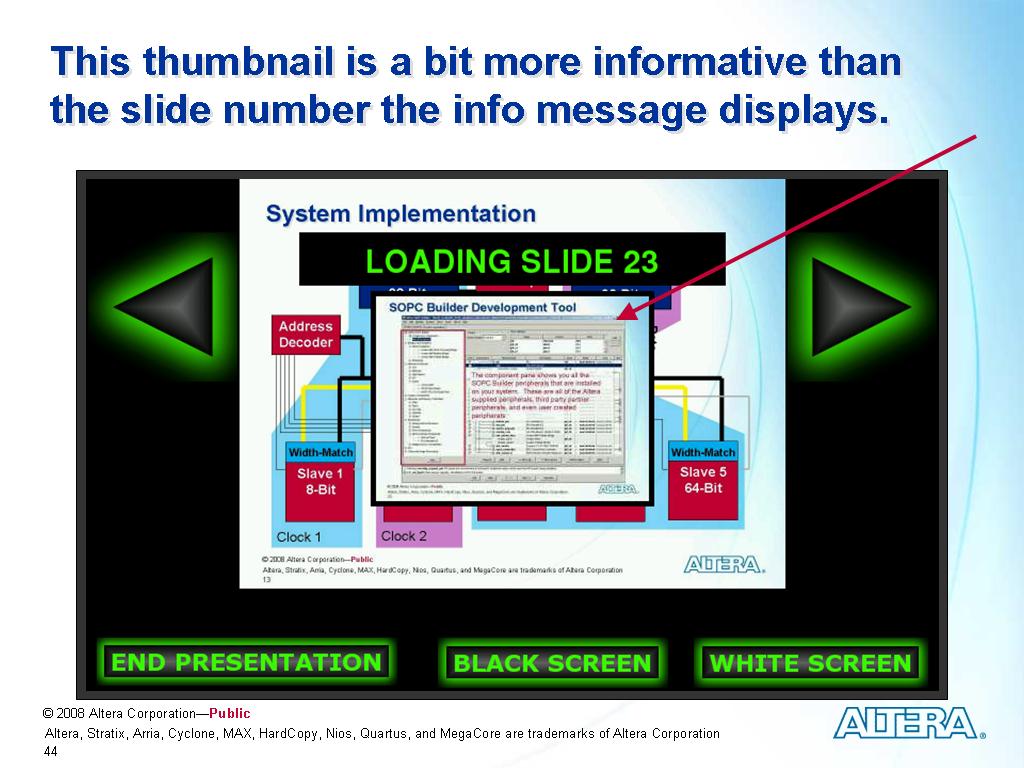 This thumbnail is a bit more informative than
the slide number the info message displays.
System Implementation
LOADING SLIDE 23
SOPC Builder Development Tool
Address
Decoder
The component pane shows you all the
SOPC Builder peripherals that are installed
on your system. These are all of the Altera
supplied peripherals, third party partner
peripherals, and even user created
peripherals
Width-Match
Slave 1
8-Bit
Width-Match
Slave 5
64-Bit
ALTERA
Clock 1
Clock 2
© 2008 Altera Corporation—Public
Altera, Stratix, Arria, Cyclone, MAX, HardCopy, Nios, Quartus, and MegaCore are trademarks of Altera Corporation
13
ALTERA
END PRESENTATION
BLACK SCREEN
WHITE SCREEN
© 2008 Altera Corporation—Public
Altera, Stratix, Arria, Cyclone, MAX, HardCopy, Nios, Quartus, and MegaCore are trademarks of Altera Corporation
44
ALTERA®